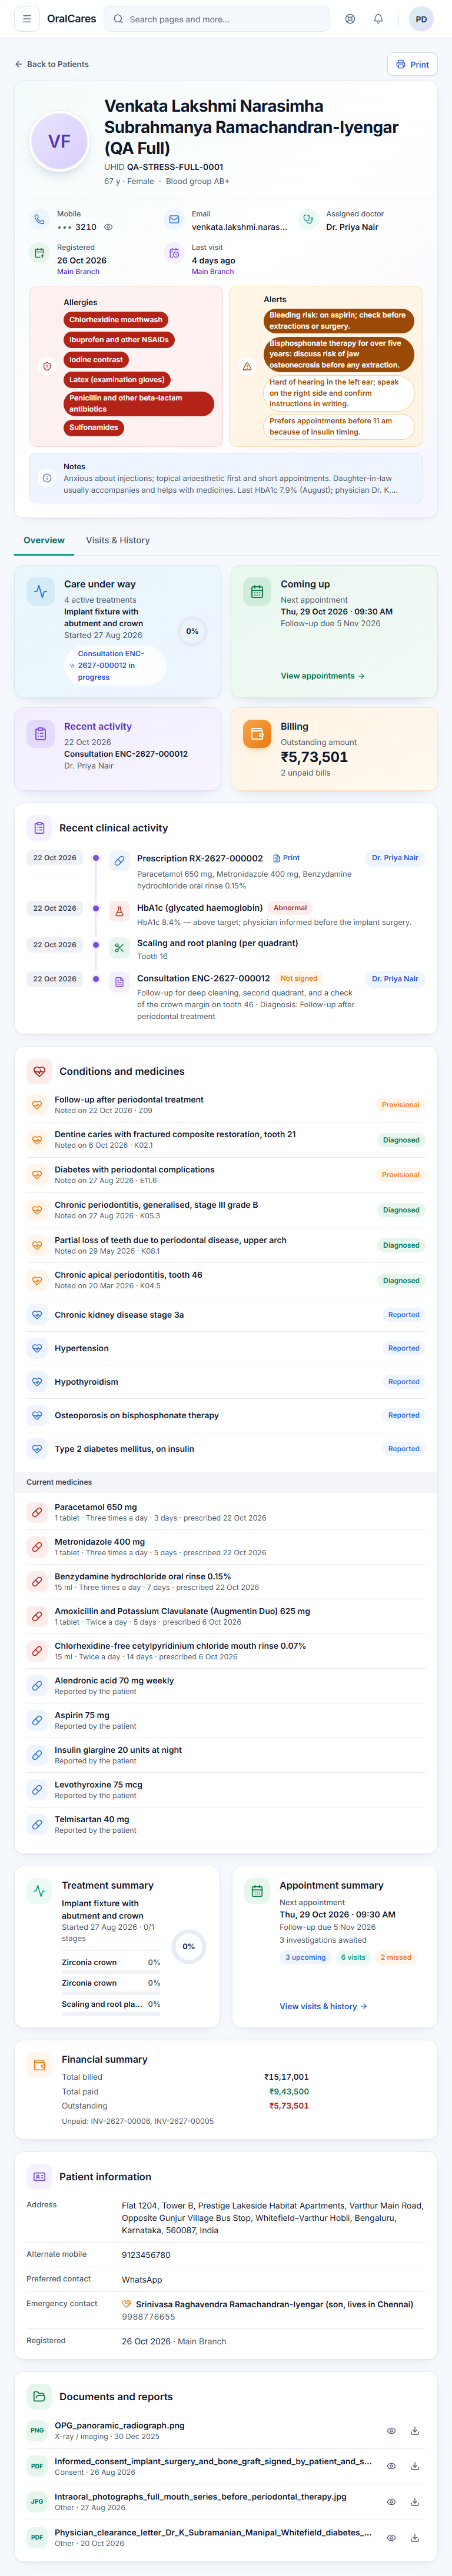 OralCares
Search pages and more...
PD
Back to Patients
Print
VF
Venkata Lakshmi Narasimha
Subrahmanya Ramachandran-Iyengar
(QA Full)
UHID QA-STRESS-FULL-0001
67 y · Female · Blood group AB+
Mobile
••• 3210
Email
venkata.lakshmi.naras...
Assigned doctor
Dr. Priya Nair
Registered
26 Oct 2026
Main Branch
Last visit
4 days ago
Main Branch
Allergies
Chlorhexidine mouthwash
Ibuprofen and other NSAIDs
Iodine contrast
Latex (examination gloves)
Penicillin and other beta-lactam
antibiotics
Sulfonamides
Alerts
Bleeding risk: on aspirin; check before
extractions or surgery.
Bisphosphonate therapy for over five
years: discuss risk of jaw
osteonecrosis before any extraction.
Hard of hearing in the left ear; speak
on the right side and confirm
instructions in writing.
Prefers appointments before 11 am
because of insulin timing.
Notes
Anxious about injections; topical anaesthetic first and short appointments. Daughter-in-law
usually accompanies and helps with medicines. Last HbA1c 7.9% (August); physician Dr. K....
Overview
Visits & History
Care under way
4 active treatments
Implant fixture with
abutment and crown
Started 27 Aug 2026
Consultation ENC-
2627-000012 in
progress
0%
Coming up
Next appointment
Thu, 29 Oct 2026 · 09:30 AM
Follow-up due 5 Nov 2026
View appointments →
Recent activity
22 Oct 2026
Consultation ENC-2627-000012
Dr. Priya Nair
Billing
Outstanding amount
₹5,73,501
2 unpaid bills
Recent clinical activity
22 Oct 2026
Prescription RX-2627-000002
Print
Dr. Priya Nair
Paracetamol 650 mg, Metronidazole 400 mg, Benzydamine
hydrochloride oral rinse 0.15%
22 Oct 2026
HbA1c (glycated haemoglobin)
Abnormal
HbA1c 8.4% — above target; physician informed before the implant surgery.
22 Oct 2026
Scaling and root planing (per quadrant)
Tooth 16
22 Oct 2026
Consultation ENC-2627-000012
Not signed
Dr. Priya Nair
Follow-up for deep cleaning, second quadrant, and a check
of the crown margin on tooth 46 · Diagnosis: Follow-up after
periodontal treatment
Conditions and medicines
Follow-up after periodontal treatment
Noted on 22 Oct 2026 · Z09
Provisional
Dentine caries with fractured composite restoration, tooth 21
Noted on 6 Oct 2026 · K02.1
Diagnosed
Diabetes with periodontal complications
Noted on 27 Aug 2026 · E11.6
Provisional
Chronic periodontitis, generalised, stage III grade B
Noted on 27 Aug 2026 · K05.3
Diagnosed
Partial loss of teeth due to periodontal disease, upper arch
Noted on 29 May 2026 · K08.1
Diagnosed
Chronic apical periodontitis, tooth 46
Noted on 20 Mar 2026 · K04.5
Diagnosed
Chronic kidney disease stage 3a
Reported
Hypertension
Reported
Hypothyroidism
Reported
Osteoporosis on bisphosphonate therapy
Reported
Type 2 diabetes mellitus, on insulin
Reported
Current medicines
Paracetamol 650 mg
1 tablet · Three times a day · 3 days · prescribed 22 Oct 2026
Metronidazole 400 mg
1 tablet · Three times a day · 5 days · prescribed 22 Oct 2026
Benzydamine hydrochloride oral rinse 0.15%
15 ml · Three times a day · 7 days · prescribed 22 Oct 2026
Amoxicillin and Potassium Clavulanate (Augmentin Duo) 625 mg
1 tablet · Twice a day · 5 days · prescribed 6 Oct 2026
Chlorhexidine-free cetylpyridinium chloride mouth rinse 0.07%
15 ml · Twice a day · 14 days · prescribed 6 Oct 2026
Alendronic acid 70 mg weekly
Reported by the patient
Aspirin 75 mg
Reported by the patient
Insulin glargine 20 units at night
Reported by the patient
Levothyroxine 75 mcg
Reported by the patient
Telmisartan 40 mg
Reported by the patient
Treatment summary
Implant fixture with
abutment and crown
Started 27 Aug 2026 · 0/1
stages
0%
Zirconia crown 0%
Zirconia crown 0%
Scaling and root pla... 0%
Appointment summary
Next appointment
Thu, 29 Oct 2026 · 09:30 AM
Follow-up due 5 Nov 2026
3 investigations awaited
3 upcoming
6 visits
2 missed
View visits & history →
Financial summary
Total billed ₹15,17,001
Total paid ₹9,43,500
Outstanding ₹5,73,501
Unpaid: INV-2627-00006, INV-2627-00005
Patient information
Address
Flat 1204, Tower B, Prestige Lakeside Habitat Apartments, Varthur Main Road,
Opposite Gunjur Village Bus Stop, Whitefield–Varthur Hobli, Bengaluru,
Karnataka, 560087, India
Alternate mobile
9123456780
Preferred contact
WhatsApp
Emergency contact
Srinivasa Raghavendra Ramachandran-Iyengar (son, lives in Chennai)
9988776655
Registered
26 Oct 2026 · Main Branch
Documents and reports
PNG
OPG_panoramic_radiograph.png
X-ray / imaging · 30 Dec 2025
PDF
Informed_consent_implant_surgery_and_bone_graft_signed_by_patient_and_s...
Consent · 26 Aug 2026
JPG
Intraoral_photographs_full_mouth_series_before_periodontal_therapy.jpg
Other · 27 Aug 2026
PDF
Physician_clearance_letter_Dr_K_Subramanian_Manipal_Whitefield_diabetes_...
Other · 20 Oct 2026